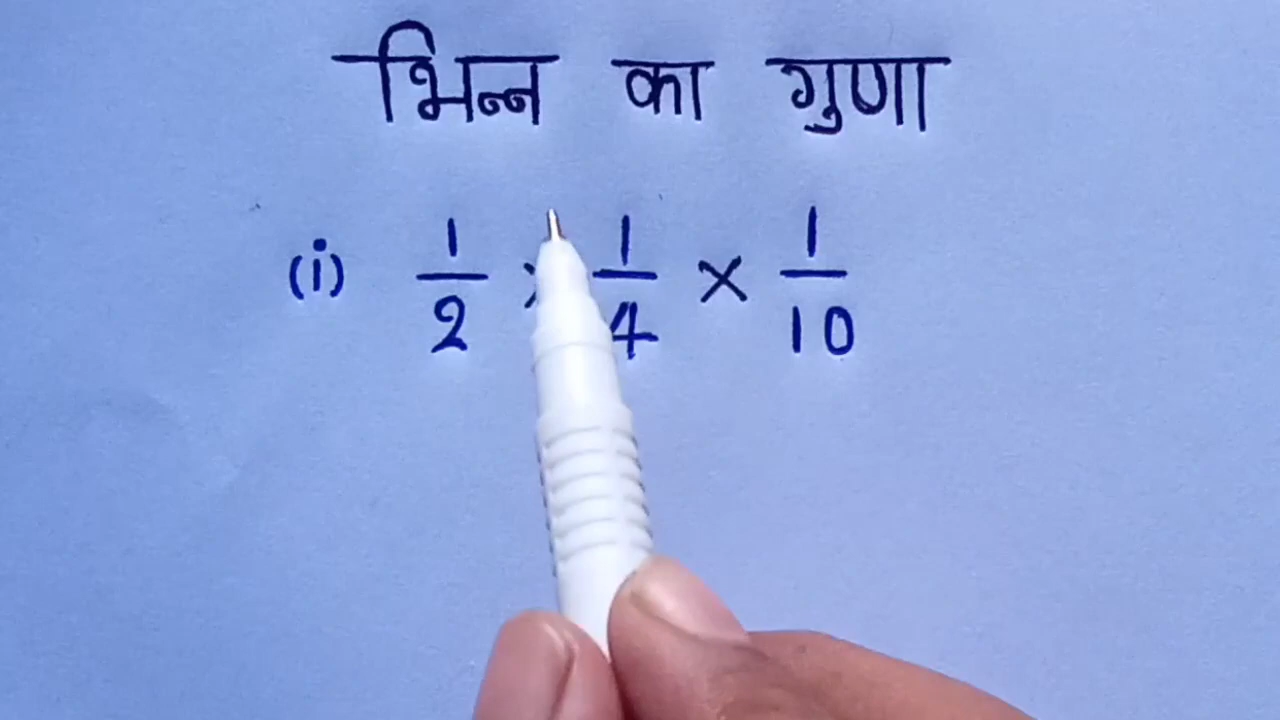 भिन्न का गुणा
(i) 1/2 × 1/4 × 1/10